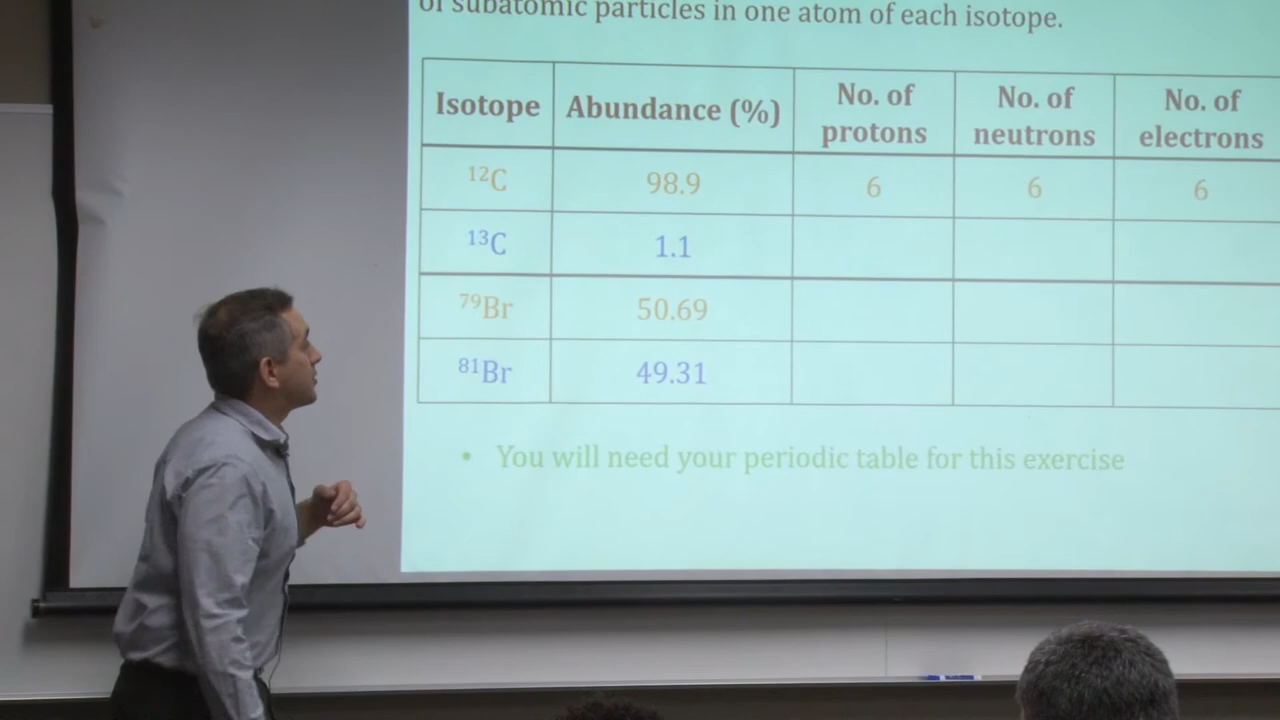 of subatomic particles in one atom of each isotope.
Isotope Abundance (%) No. of protons No. of neutrons No. of electrons
¹²C 98.9 6 6 6
¹³C 1.1
⁷⁹Br 50.69
⁸¹Br 49.31
• You will need your periodic table for this exercise